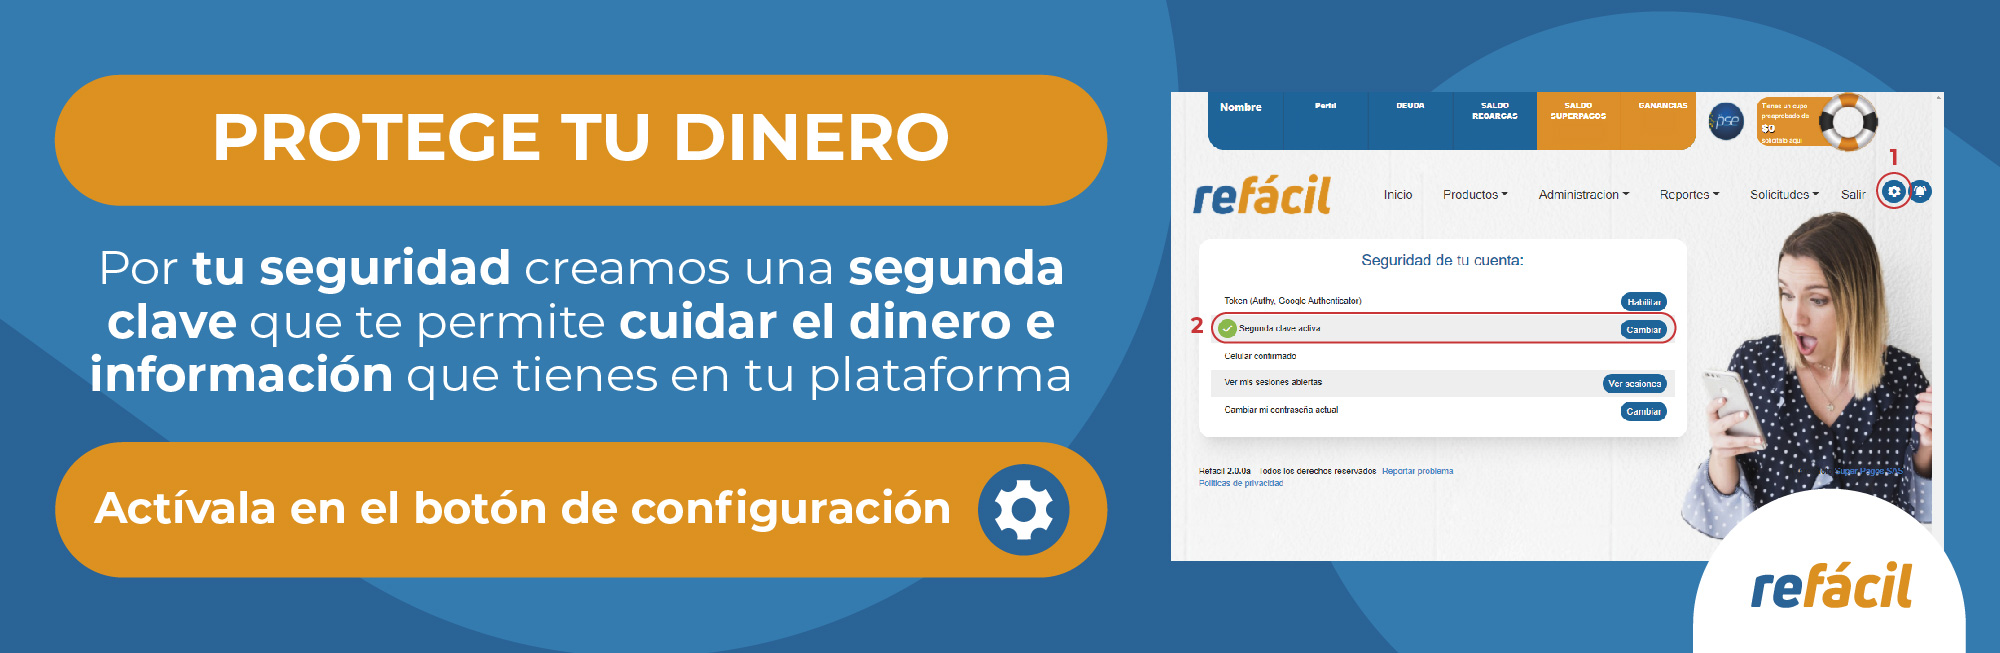 PROTEGE TU DINERO
Por tu seguridad creamos una segunda
clave que te permite cuidar el dinero e
información que tienes en tu plataforma
Actívala en el botón de configuración
Nombre
Perfil
DEUDA
SALDO
RECARGAS
SALDO
SUPERPAGOS
GANANCIAS
pse
Tienes un cupo
preaprobado de
$0
solicitalo aquí
1
refácil
Inicio
Productos
Administracion
Reportes
Solicitudes
Salir
Seguridad de tu cuenta:
Token (Authy, Google Authenticator)
Habilitar
2
Segunda clave activa
Cambiar
Celular confirmado
Ver mis sesiones abiertas
Ver sesiones
Cambiar mi contraseña actual
Cambiar
Refacil 2.0.0a Todos los derechos reservados Reportar problema
Super Pagos SAS
Políticas de privacidad
refácil